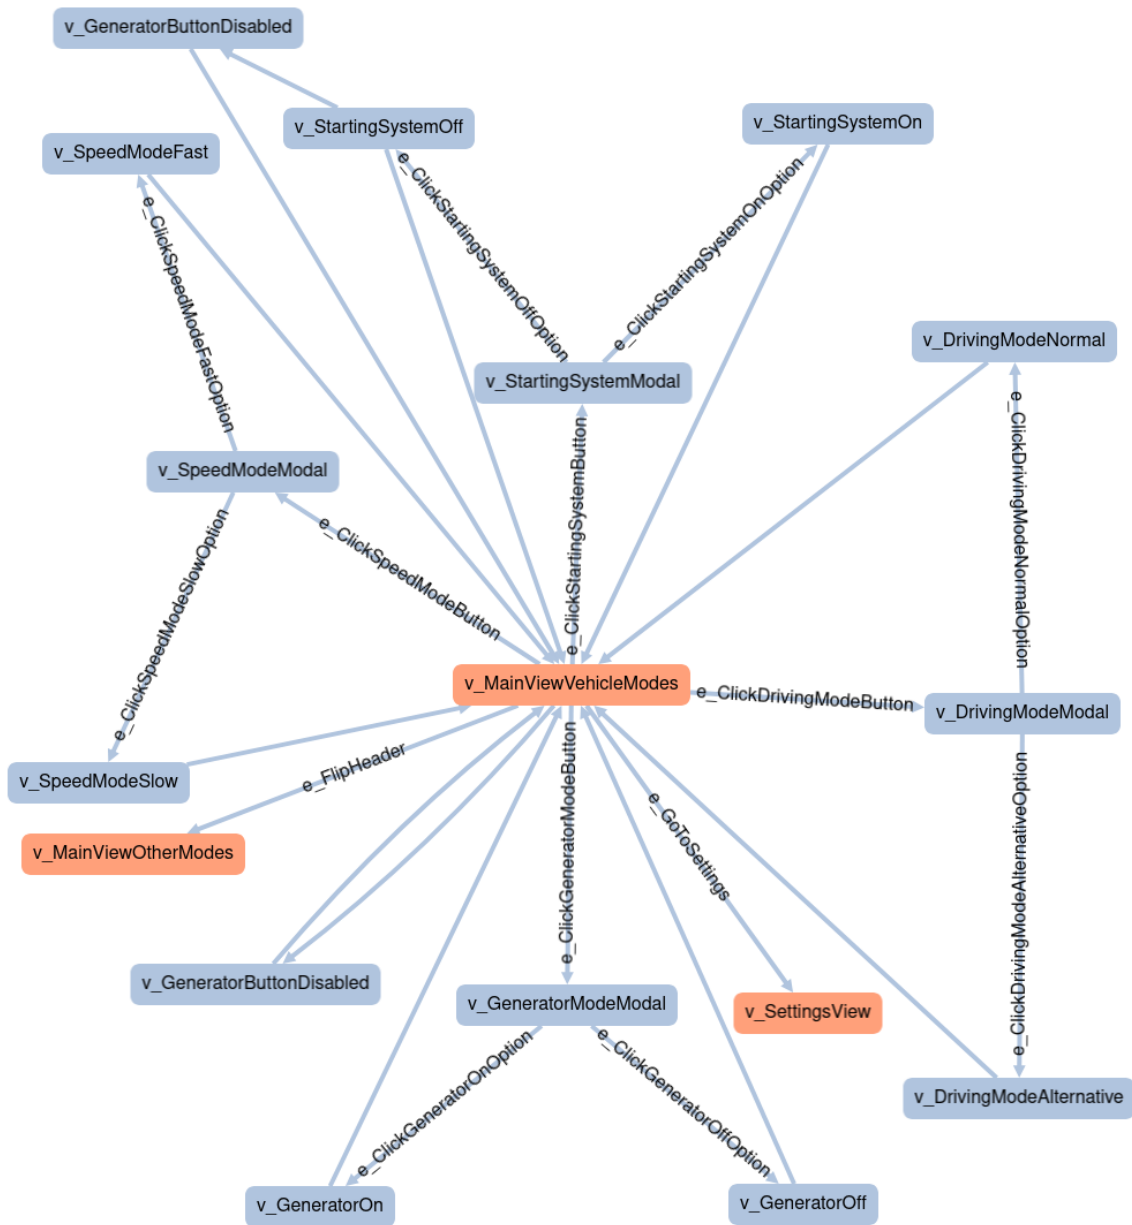 v_GeneratorButtonDisabled
v_StartingSystemOff
v_StartingSystemOn
v_SpeedModeFast
e_ClickStartingSystemOffOption
e_ClickStartingSystemOnOption
e_ClickSpeedModeFastOption
v_DrivingModeNormal
v_StartingSystemModal
e_ClickDrivingModeNormalOption
v_SpeedModeModal
e_ClickStartingSystemButton
e_ClickSpeedModeButton
e_ClickSpeedModeSlowOption
v_MainViewVehicleModes
e_ClickDrivingModeButton
v_DrivingModeModal
v_SpeedModeSlow
e_FlipHeader
e_ClickGeneratorModeButton
e_GoToSettings
v_MainViewOtherModes
e_ClickDrivingModeAlternativeOption
v_GeneratorButtonDisabled
v_GeneratorModeModal
v_SettingsView
e_ClickGeneratorOnOption
e_ClickGeneratorOffOption
v_DrivingModeAlternative
v_GeneratorOn
v_GeneratorOff